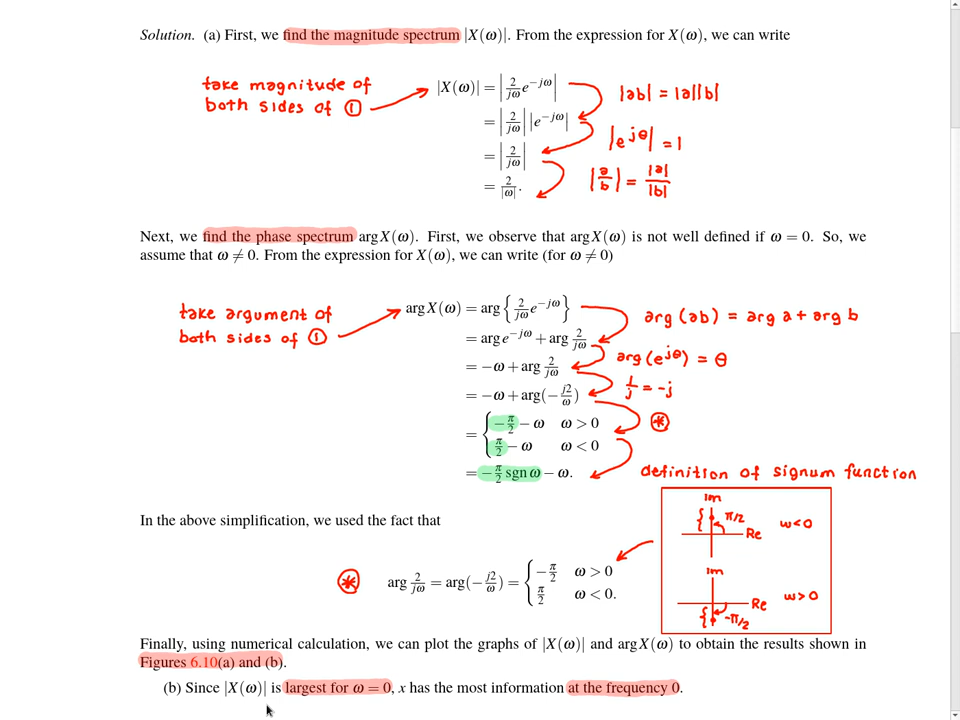 Solution. (a) First, we find the magnitude spectrum |X(ω)|. From the expression for X(ω), we can write
take magnitude of
both sides of ①
|X(ω)| = |2/jω e^{−jω}|
|ab| = |a||b|
= |2/jω| |e^{−jω}|
|e^{jθ}| = 1
= |2/jω|
|a/b| = |a|/|b|
= 2/|ω|.
Next, we find the phase spectrum arg X(ω). First, we observe that arg X(ω) is not well defined if ω = 0. So, we
assume that ω ≠ 0. From the expression for X(ω), we can write (for ω ≠ 0)
take argument of
both sides of ①
arg X(ω) = arg{2/jω e^{−jω}}
arg(ab) = arg a + arg b
= arg e^{−jω} + arg 2/jω
arg(e^{jθ}) = θ
= −ω + arg 2/jω
1/j = -j
= −ω + arg(−j2/ω)
= { −π/2 − ω   ω > 0
π/2 − ω   ω < 0
⊛
= −π/2 sgn ω − ω.
definition of signum function
In the above simplification, we used the fact that
⊛ arg 2/jω = arg(−j2/ω) = { −π/2   ω > 0
π/2   ω < 0.
Im
π/2
Re
ω<0
Im
Re
ω>0
-π/2
Finally, using numerical calculation, we can plot the graphs of |X(ω)| and arg X(ω) to obtain the results shown in
Figures 6.10(a) and (b).
(b) Since |X(ω)| is largest for ω = 0, x has the most information at the frequency 0.